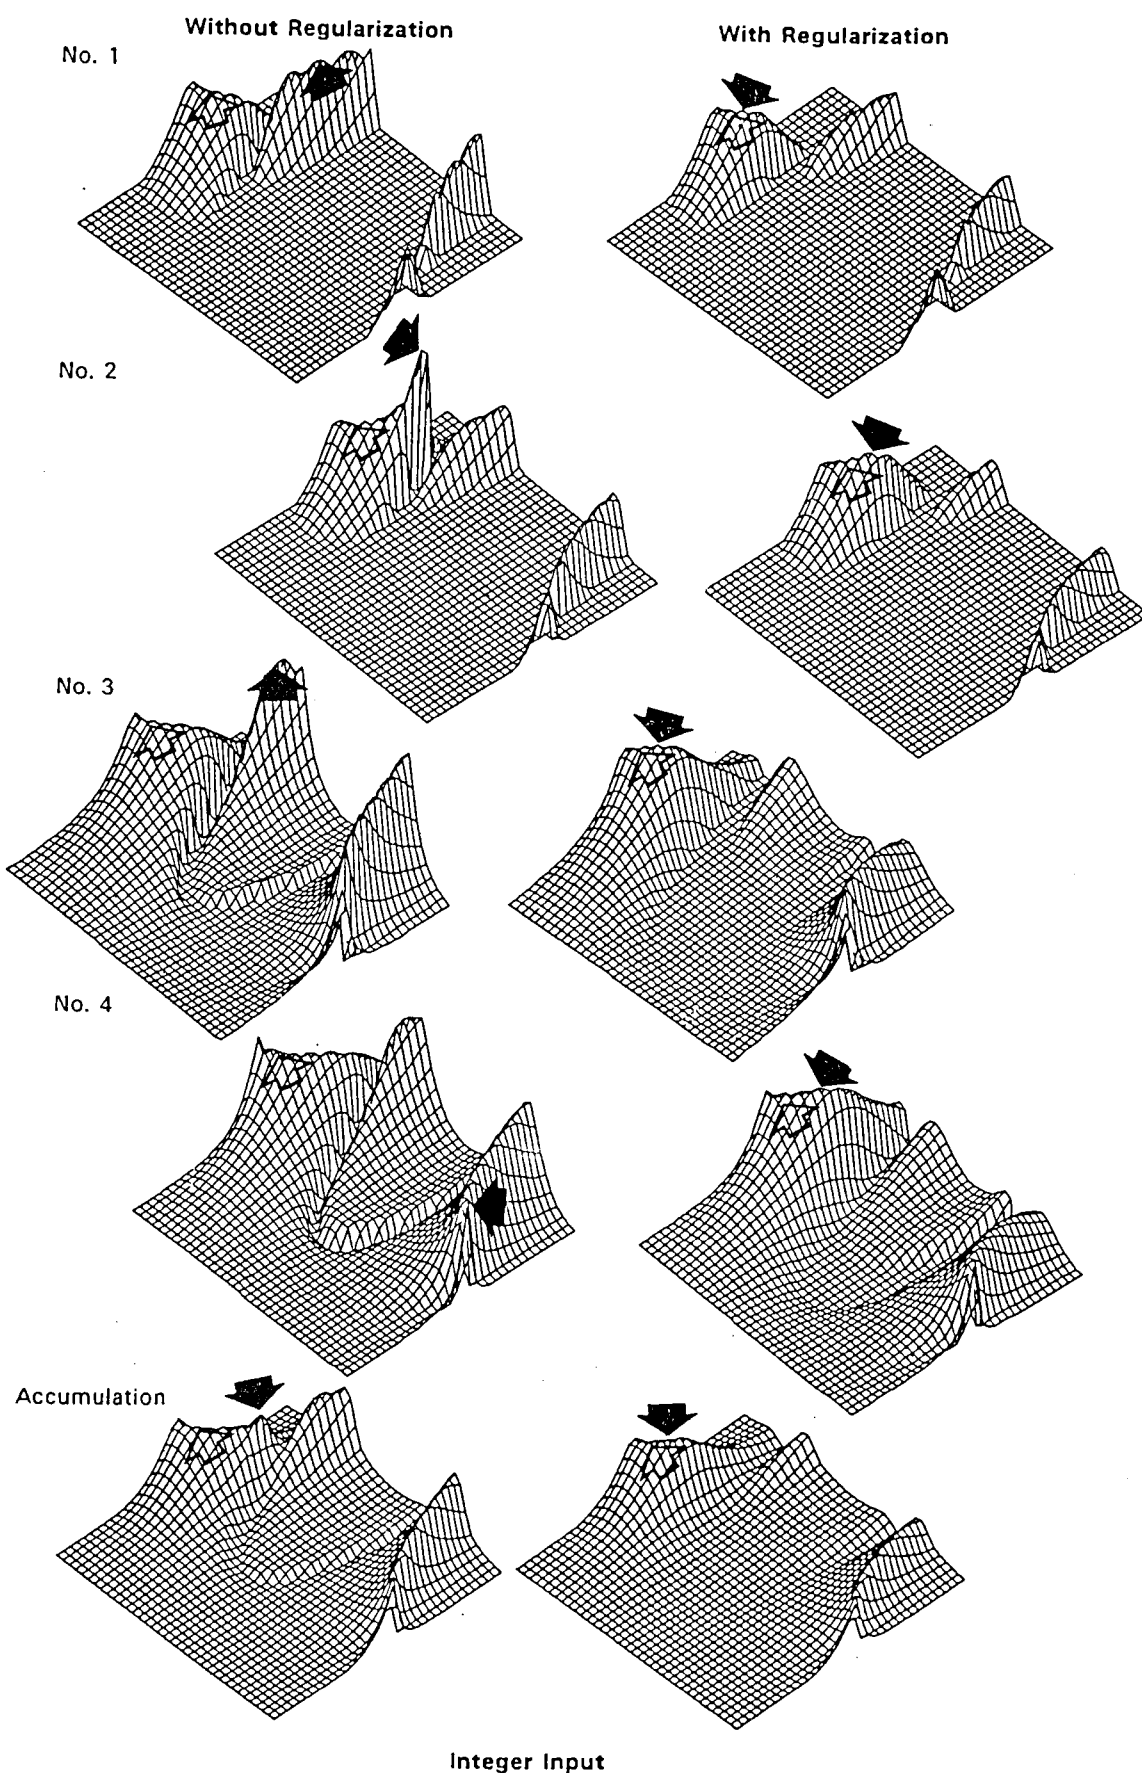 Without Regularization
With Regularization
No. 1
No. 2
No. 3
No. 4
Accumulation
Integer Input